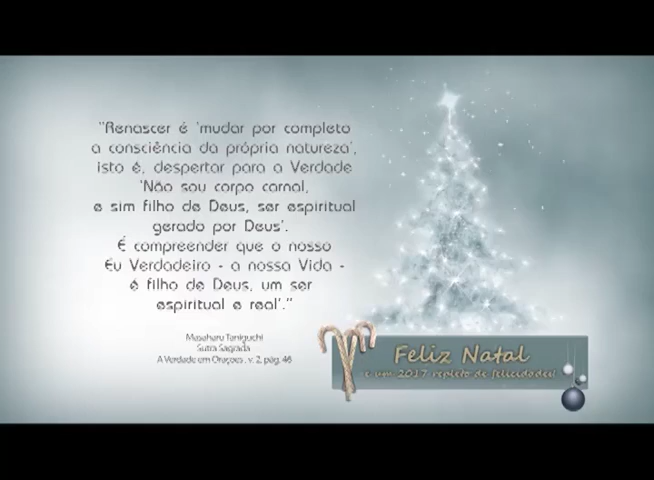 "Renascer é 'mudar por completo
a consciência da própria natureza',
isto é, despertar para a Verdade
'Não sou corpo carnal,
e sim filho de Deus, ser espiritual
gerado por Deus'.
É compreender que o nosso
Eu Verdadeiro - a nossa Vida -
é filho de Deus, um ser
espiritual e real'."
Masaharu Taniguchi
Sutra Sagrada
A Verdade em Orações, v. 2, pág. 46
Feliz Natal
e um 2017 repleto de felicidades!